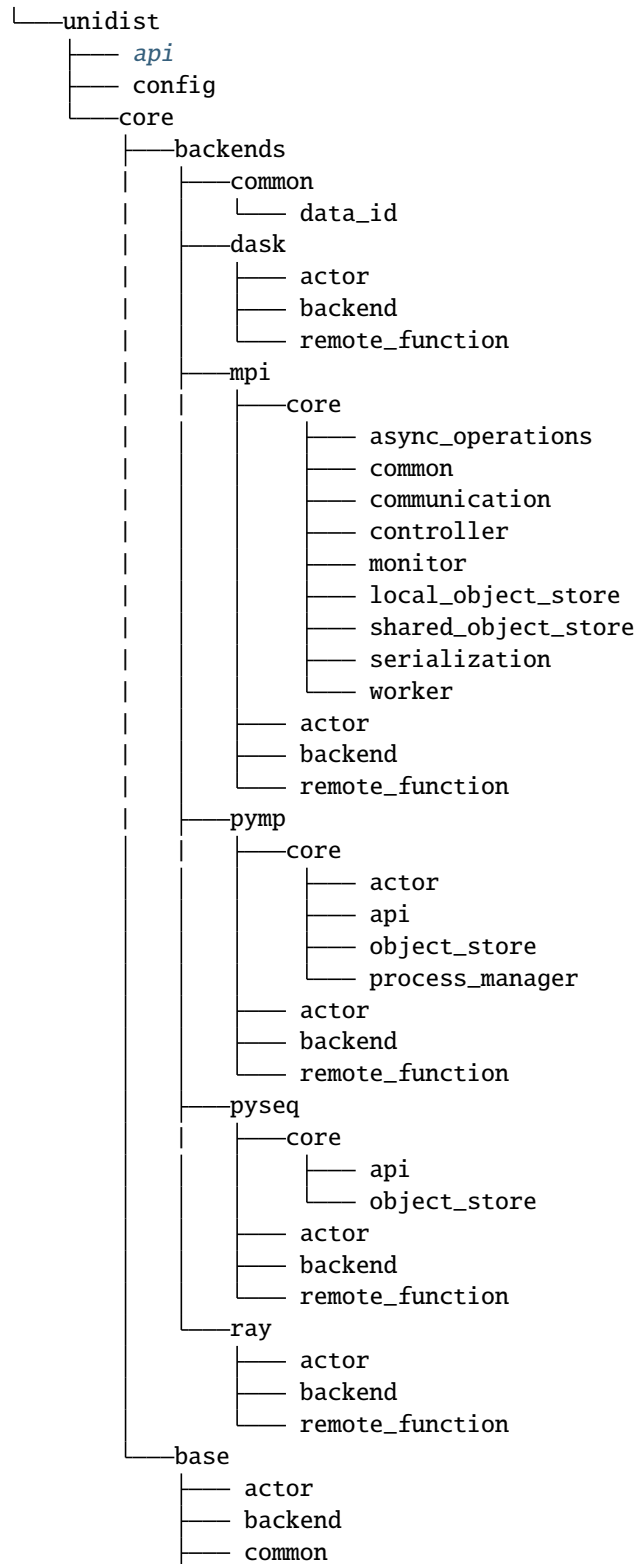 └───unidist
    ├─── api
    ├─── config
    └───core
        ├───backends
        |   ├───common
        |   |   └─── data_id
        |   ├───dask
        |   |   ├─── actor
        |   |   ├─── backend
        |   |   └─── remote_function
        |   ├───mpi
        |   |   ├───core
        |   |   |   ├─── async_operations
        |   |   |   ├─── common
        |   |   |   ├─── communication
        |   |   |   ├─── controller
        |   |   |   ├─── monitor
        |   |   |   ├─── local_object_store
        |   |   |   ├─── shared_object_store
        |   |   |   ├─── serialization
        |   |   |   └─── worker
        |   |   ├─── actor
        |   |   ├─── backend
        |   |   └─── remote_function
        |   ├───pymp
        │   |   ├───core
        │   │   │   ├─── actor
        │   │   │   ├─── api
        │   │   │   ├─── object_store
        │   │   │   └─── process_manager
        │   │   ├─── actor
        │   │   ├─── backend
        │   │   └─── remote_function
        │   ├───pyseq
        │   |   ├───core
        │   │   │   ├─── api
        │   │   │   └─── object_store
        │   │   ├─── actor
        │   │   ├─── backend
        │   │   └─── remote_function
        │   └───ray
        │       ├─── actor
        │       ├─── backend
        │       └─── remote_function
        └───base
            ├─── actor
            ├─── backend
            ├─── common